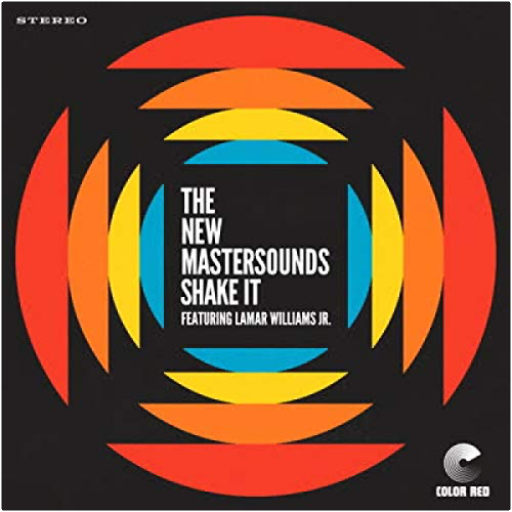 STEREO
THE
NEW
MASTERSOUNDS
SHAKE IT
FEATURING LAMAR WILLIAMS JR.
COLOR RED